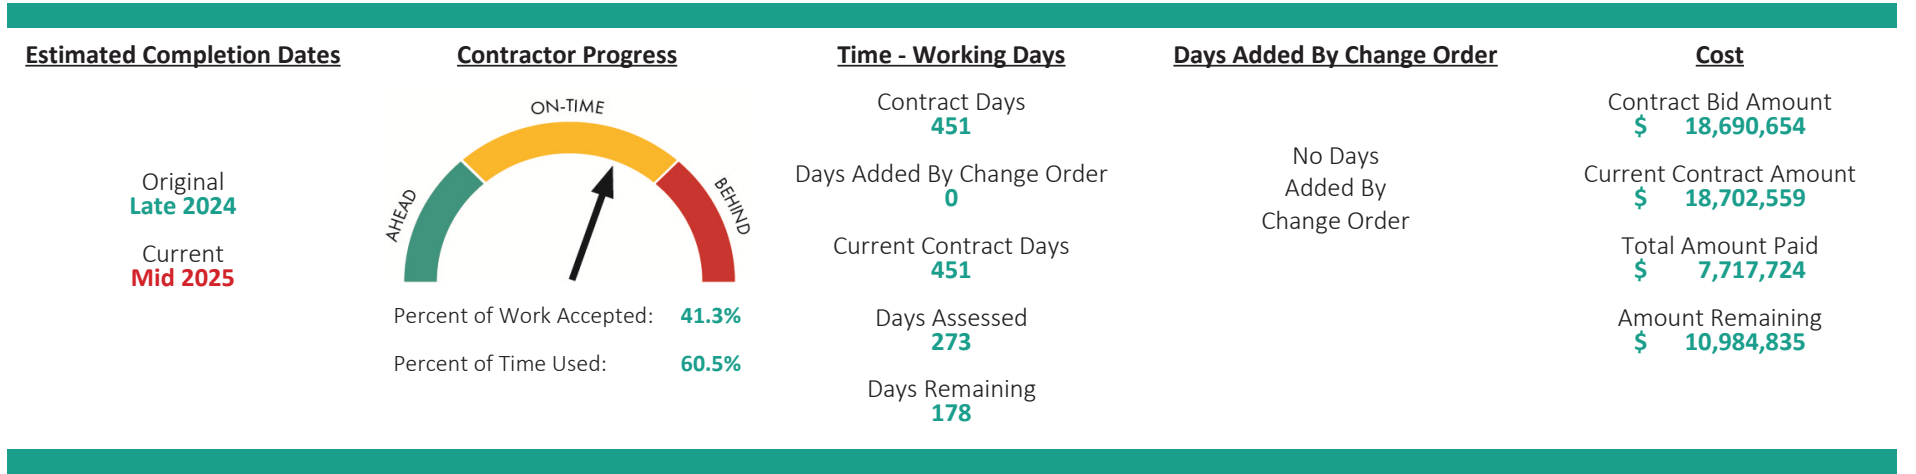 Estimated Completion Dates
Original
Late 2024
Current
Mid 2025
Contractor Progress
ON-TIME
AHEAD
BEHIND
Percent of Work Accepted: 41.3%
Percent of Time Used: 60.5%
Time - Working Days
Contract Days
451
Days Added By Change Order
0
Current Contract Days
451
Days Assessed
273
Days Remaining
178
Days Added By Change Order
No Days
Added By
Change Order
Cost
Contract Bid Amount
$ 18,690,654
Current Contract Amount
$ 18,702,559
Total Amount Paid
$ 7,717,724
Amount Remaining
$ 10,984,835